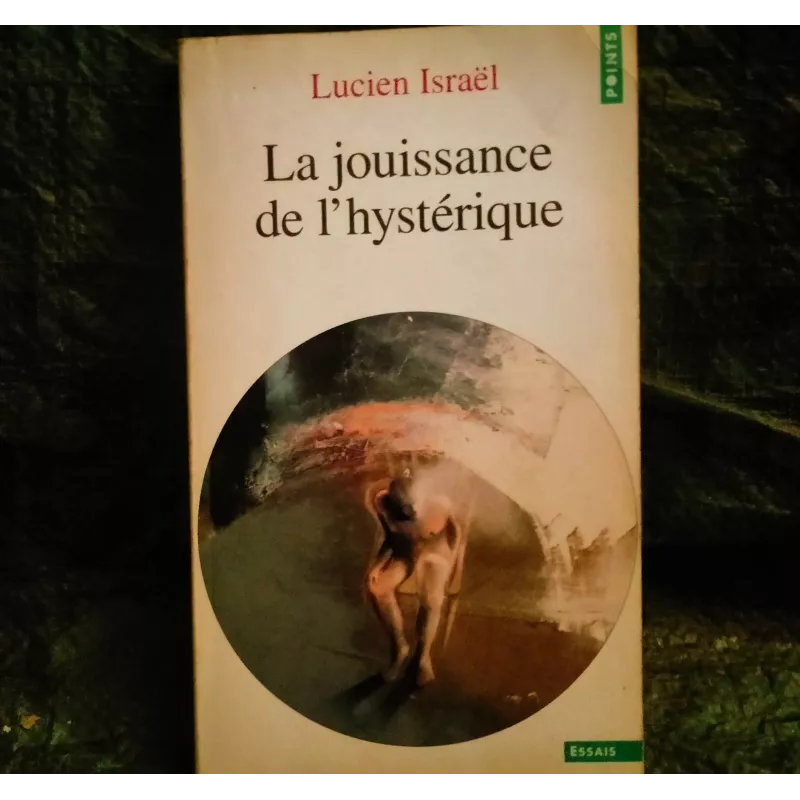 Lucien Israël
POINTS
La jouissance
de l'hystérique
ESSAIS